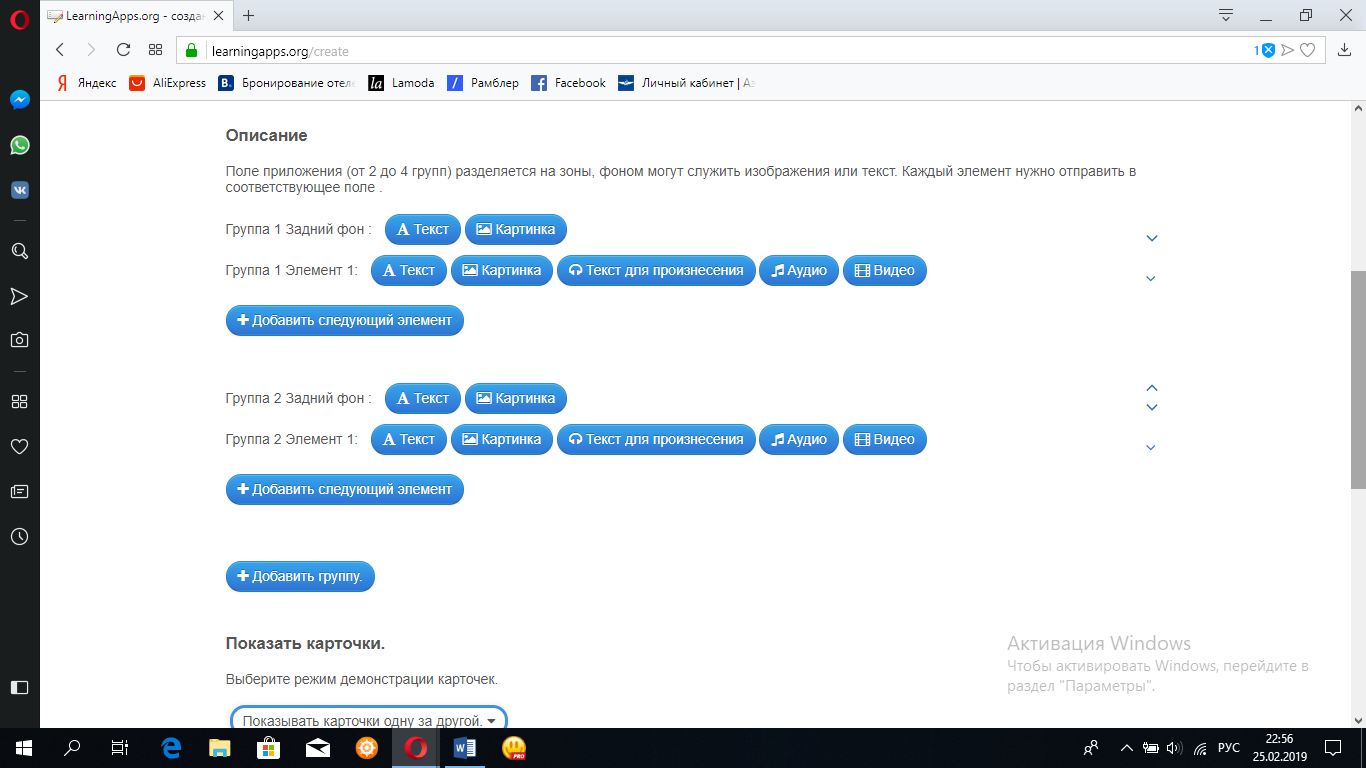 LearningApps.org - создан
learningapps.org/create
1
Яндекс
AliExpress
B.
Бронирование отеле
la
Lamoda
Рамблер
Facebook
Личный кабинет | Аэ
Описание
Поле приложения (от 2 до 4 групп) разделяется на зоны, фоном могут служить изображения или текст. Каждый элемент нужно отправить в
соответствующее поле .
Группа 1 Задний фон : A Текст Картинка
Группа 1 Элемент 1: A Текст Картинка Текст для произнесения Аудио Видео
+ Добавить следующий элемент
Группа 2 Задний фон : A Текст Картинка
Группа 2 Элемент 1: A Текст Картинка Текст для произнесения Аудио Видео
+ Добавить следующий элемент
+ Добавить группу.
Показать карточки.
Выберите режим демонстрации карточек.
Показывать карточки одну за другой.
Активация Windows
Чтобы активировать Windows, перейдите в
раздел "Параметры".
РУС
22:56
25.02.2019